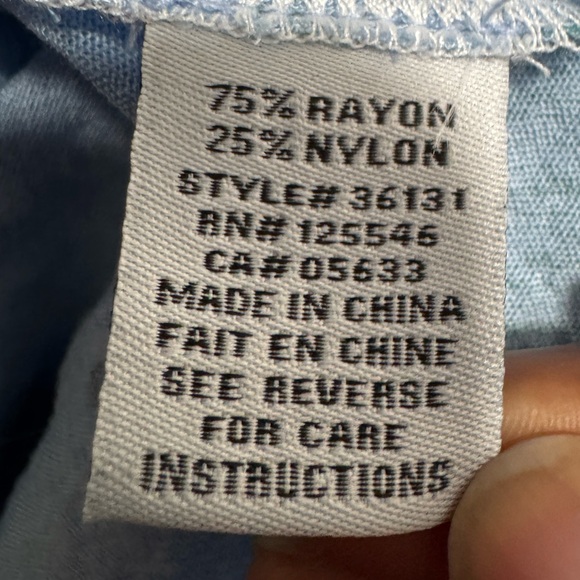 75% RAYON
25% NYLON
STYLE# 36131
RN# 125546
CA# 05633
MADE IN CHINA
FAIT EN CHINE
SEE REVERSE
FOR CARE
INSTRUCTIONS